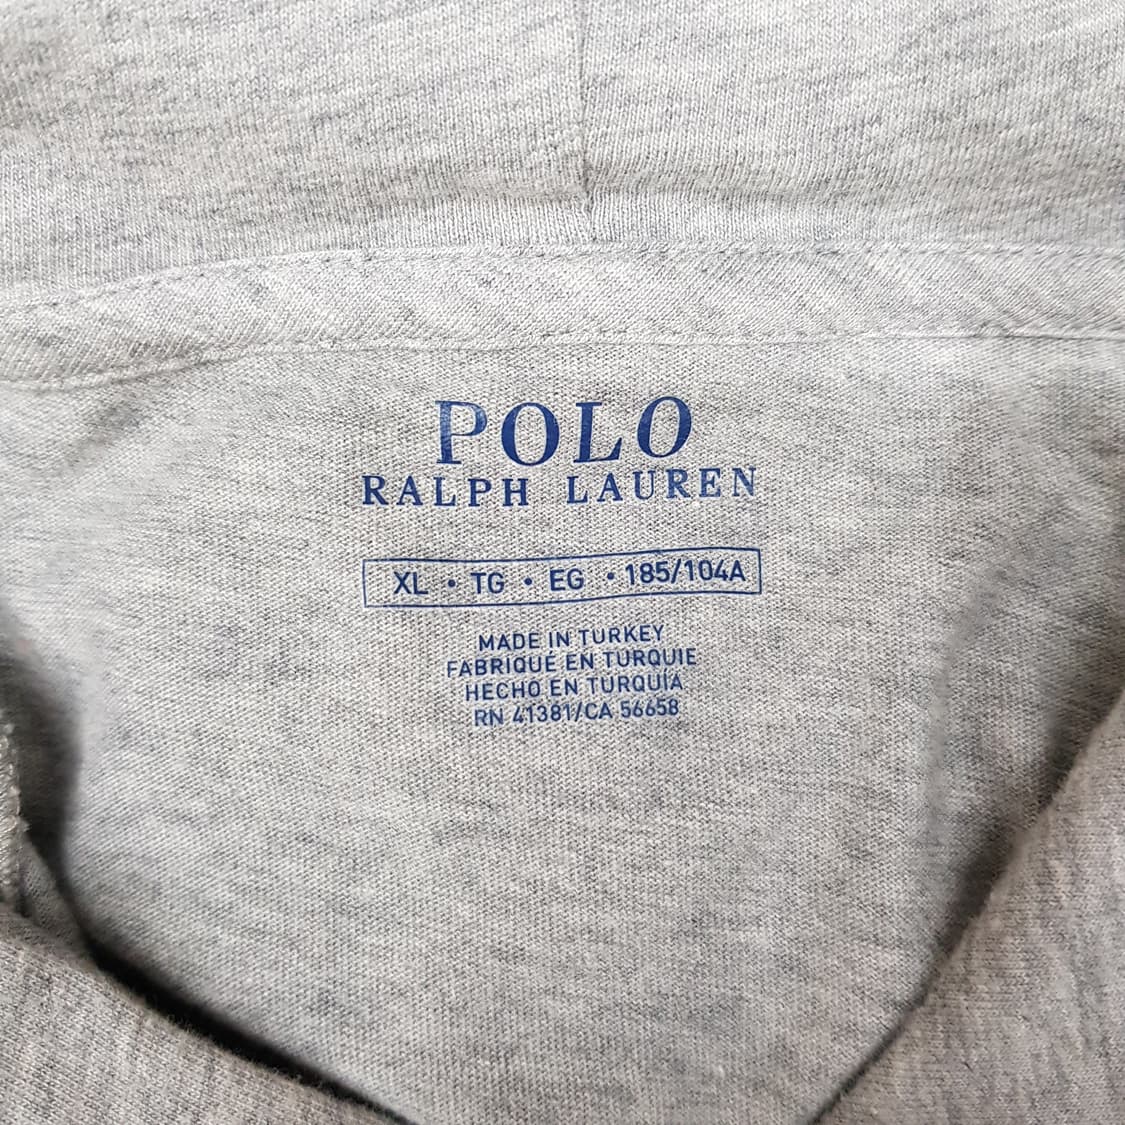 POLO
RALPH LAUREN
XL • TG • EG • 185/104A
MADE IN TURKEY
FABRIQUÉ EN TURQUIE
HECHO EN TURQUÍA
RN 41381/CA 56658